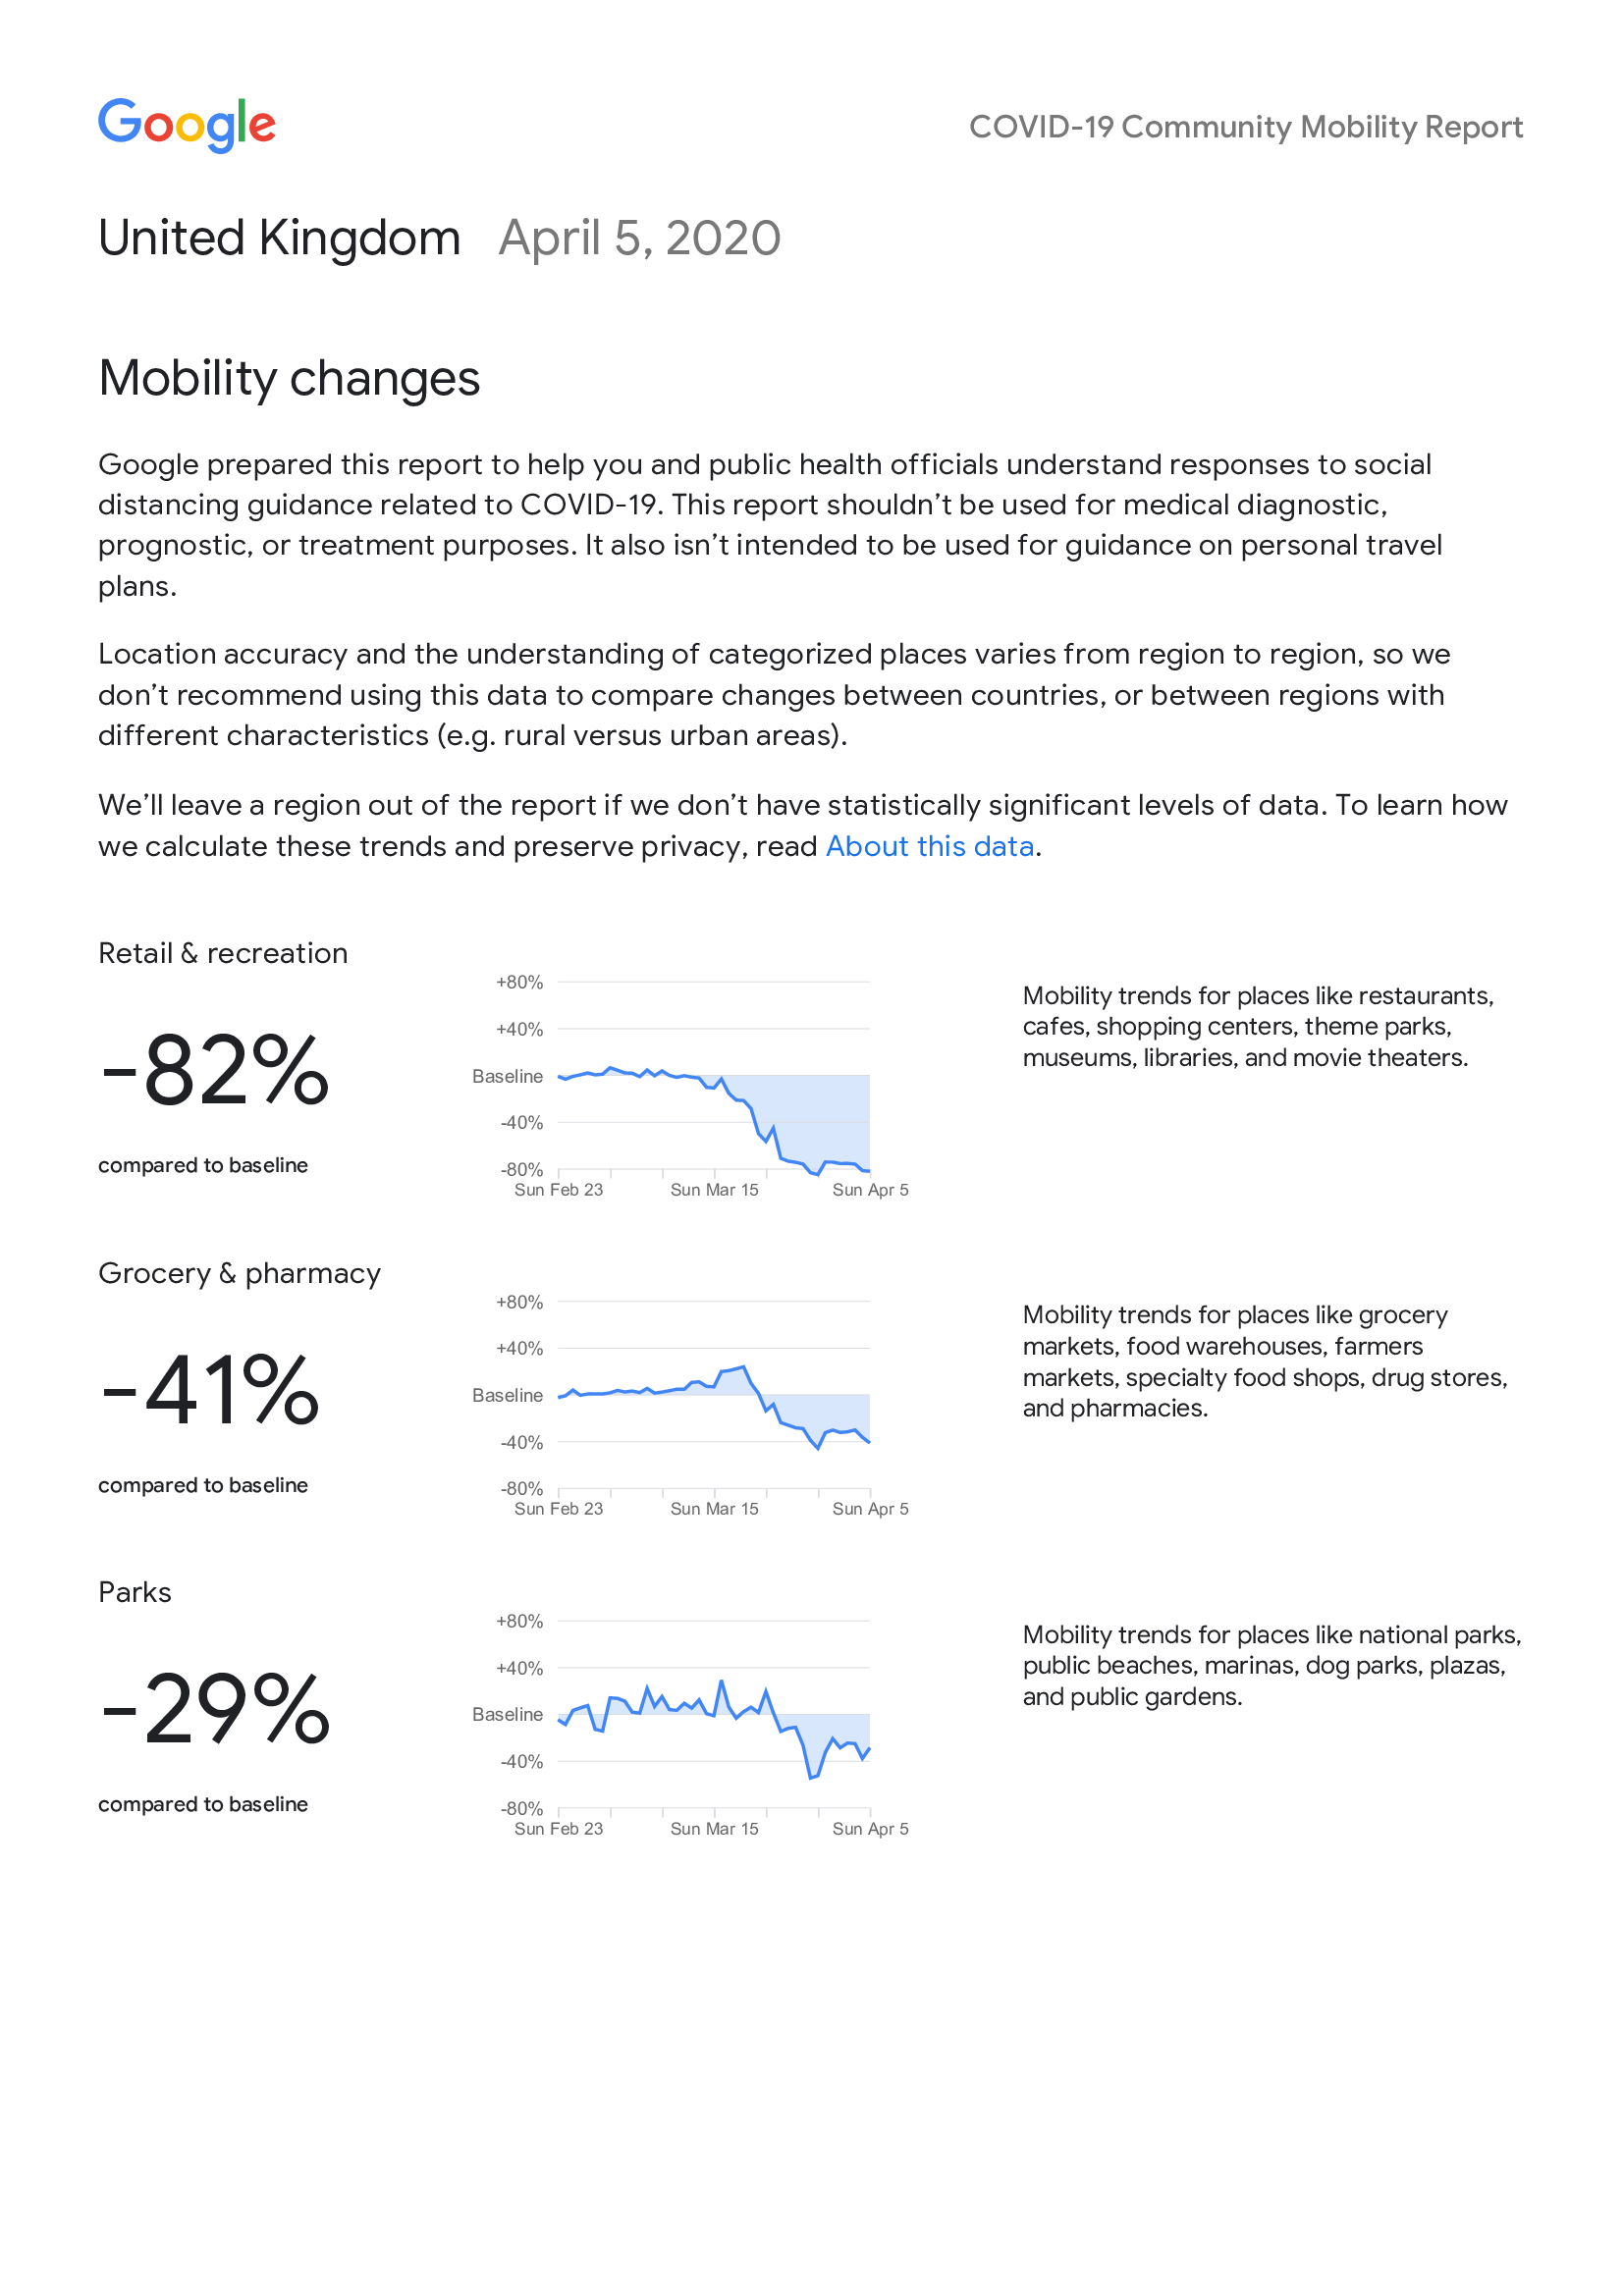 Google
COVID-19 Community Mobility Report
United Kingdom April 5, 2020
Mobility changes
Google prepared this report to help you and public health officials understand responses to social
distancing guidance related to COVID-19. This report shouldn’t be used for medical diagnostic,
prognostic, or treatment purposes. It also isn’t intended to be used for guidance on personal travel
plans.
Location accuracy and the understanding of categorized places varies from region to region, so we
don’t recommend using this data to compare changes between countries, or between regions with
different characteristics (e.g. rural versus urban areas).
We’ll leave a region out of the report if we don’t have statistically significant levels of data. To learn how
we calculate these trends and preserve privacy, read About this data.
Retail & recreation
-82%
compared to baseline
+80%
+40%
Baseline
-40%
-80%
Sun Feb 23 Sun Mar 15 Sun Apr 5
Mobility trends for places like restaurants,
cafes, shopping centers, theme parks,
museums, libraries, and movie theaters.
Grocery & pharmacy
-41%
compared to baseline
+80%
+40%
Baseline
-40%
-80%
Sun Feb 23 Sun Mar 15 Sun Apr 5
Mobility trends for places like grocery
markets, food warehouses, farmers
markets, specialty food shops, drug stores,
and pharmacies.
Parks
-29%
compared to baseline
+80%
+40%
Baseline
-40%
-80%
Sun Feb 23 Sun Mar 15 Sun Apr 5
Mobility trends for places like national parks,
public beaches, marinas, dog parks, plazas,
and public gardens.